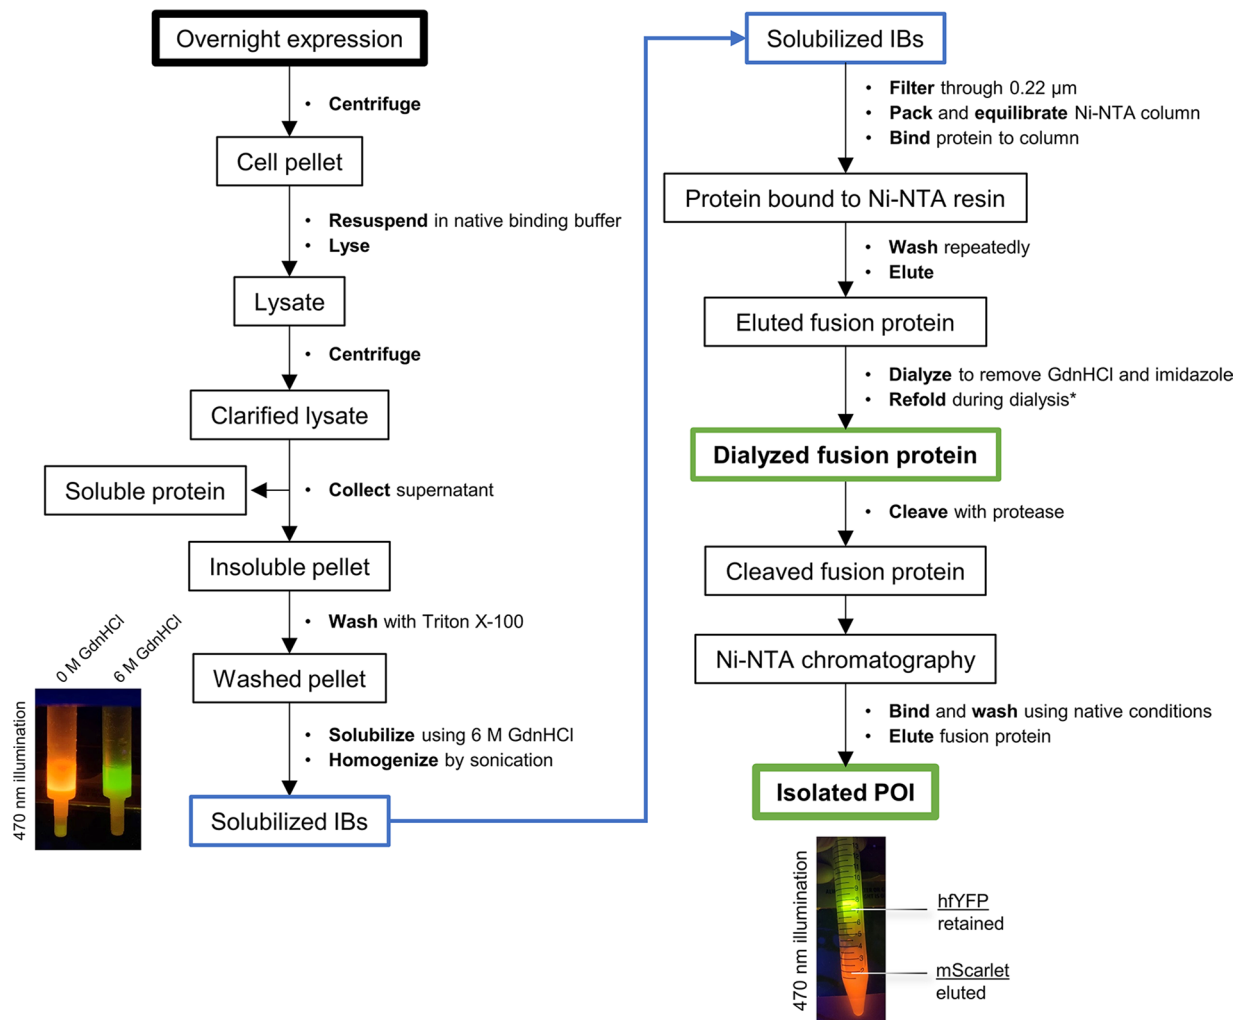 Overnight expression
• Centrifuge
Cell pellet
• Resuspend in native binding buffer
• Lyse
Lysate
• Centrifuge
Clarified lysate
Soluble protein
• Collect supernatant
Insoluble pellet
• Wash with Triton X-100
Washed pellet
• Solubilize using 6 M GdnHCl
• Homogenize by sonication
Solubilized IBs
0 M GdnHCl
6 M GdnHCl
470 nm illumination
Solubilized IBs
• Filter through 0.22 µm
• Pack and equilibrate Ni-NTA column
• Bind protein to column
Protein bound to Ni-NTA resin
• Wash repeatedly
• Elute
Eluted fusion protein
• Dialyze to remove GdnHCl and imidazole
• Refold during dialysis*
Dialyzed fusion protein
• Cleave with protease
Cleaved fusion protein
Ni-NTA chromatography
• Bind and wash using native conditions
• Elute fusion protein
Isolated POI
470 nm illumination
hfYFP
retained
mScarlet
eluted